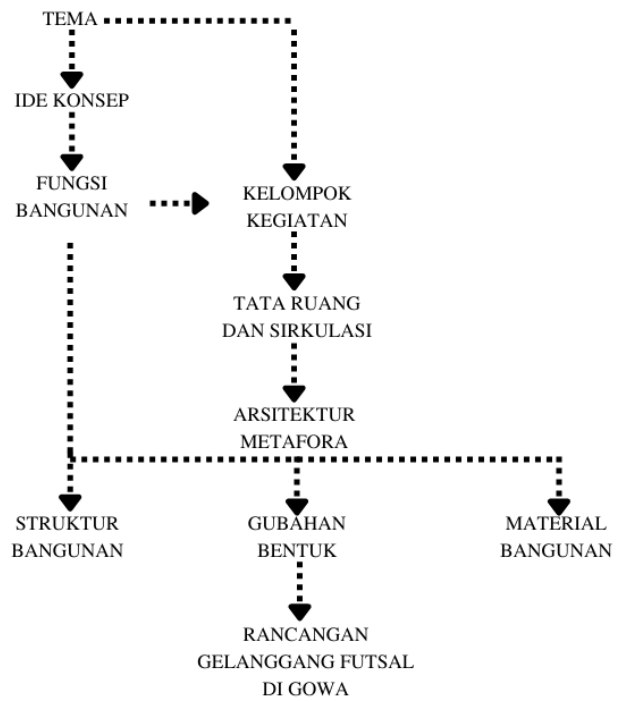 TEMA
IDE KONSEP
FUNGSI
BANGUNAN
KELOMPOK
KEGIATAN
TATA RUANG
DAN SIRKULASI
ARSITEKTUR
METAFORA
STRUKTUR
BANGUNAN
GUBAHAN
BENTUK
MATERIAL
BANGUNAN
RANCANGAN
GELANGGANG FUTSAL
DI GOWA